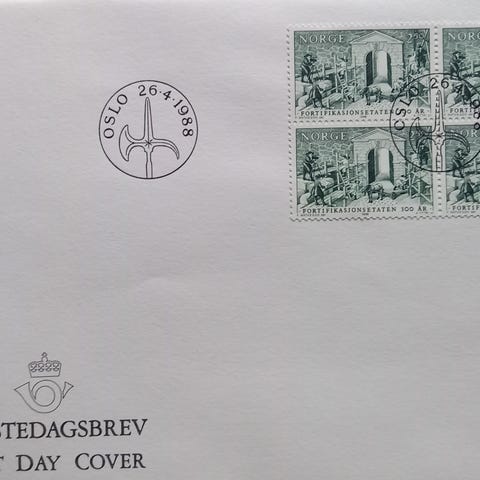 OSLO 26·4·1988
NORGE 2.90
FORTIFIKASJONSETATEN 100 ÅR
OSLO 26·4·1988
NORGE
FORTIFIKASJONSETATEN 100 ÅR
STEDAGSBREV
T DAY COVER